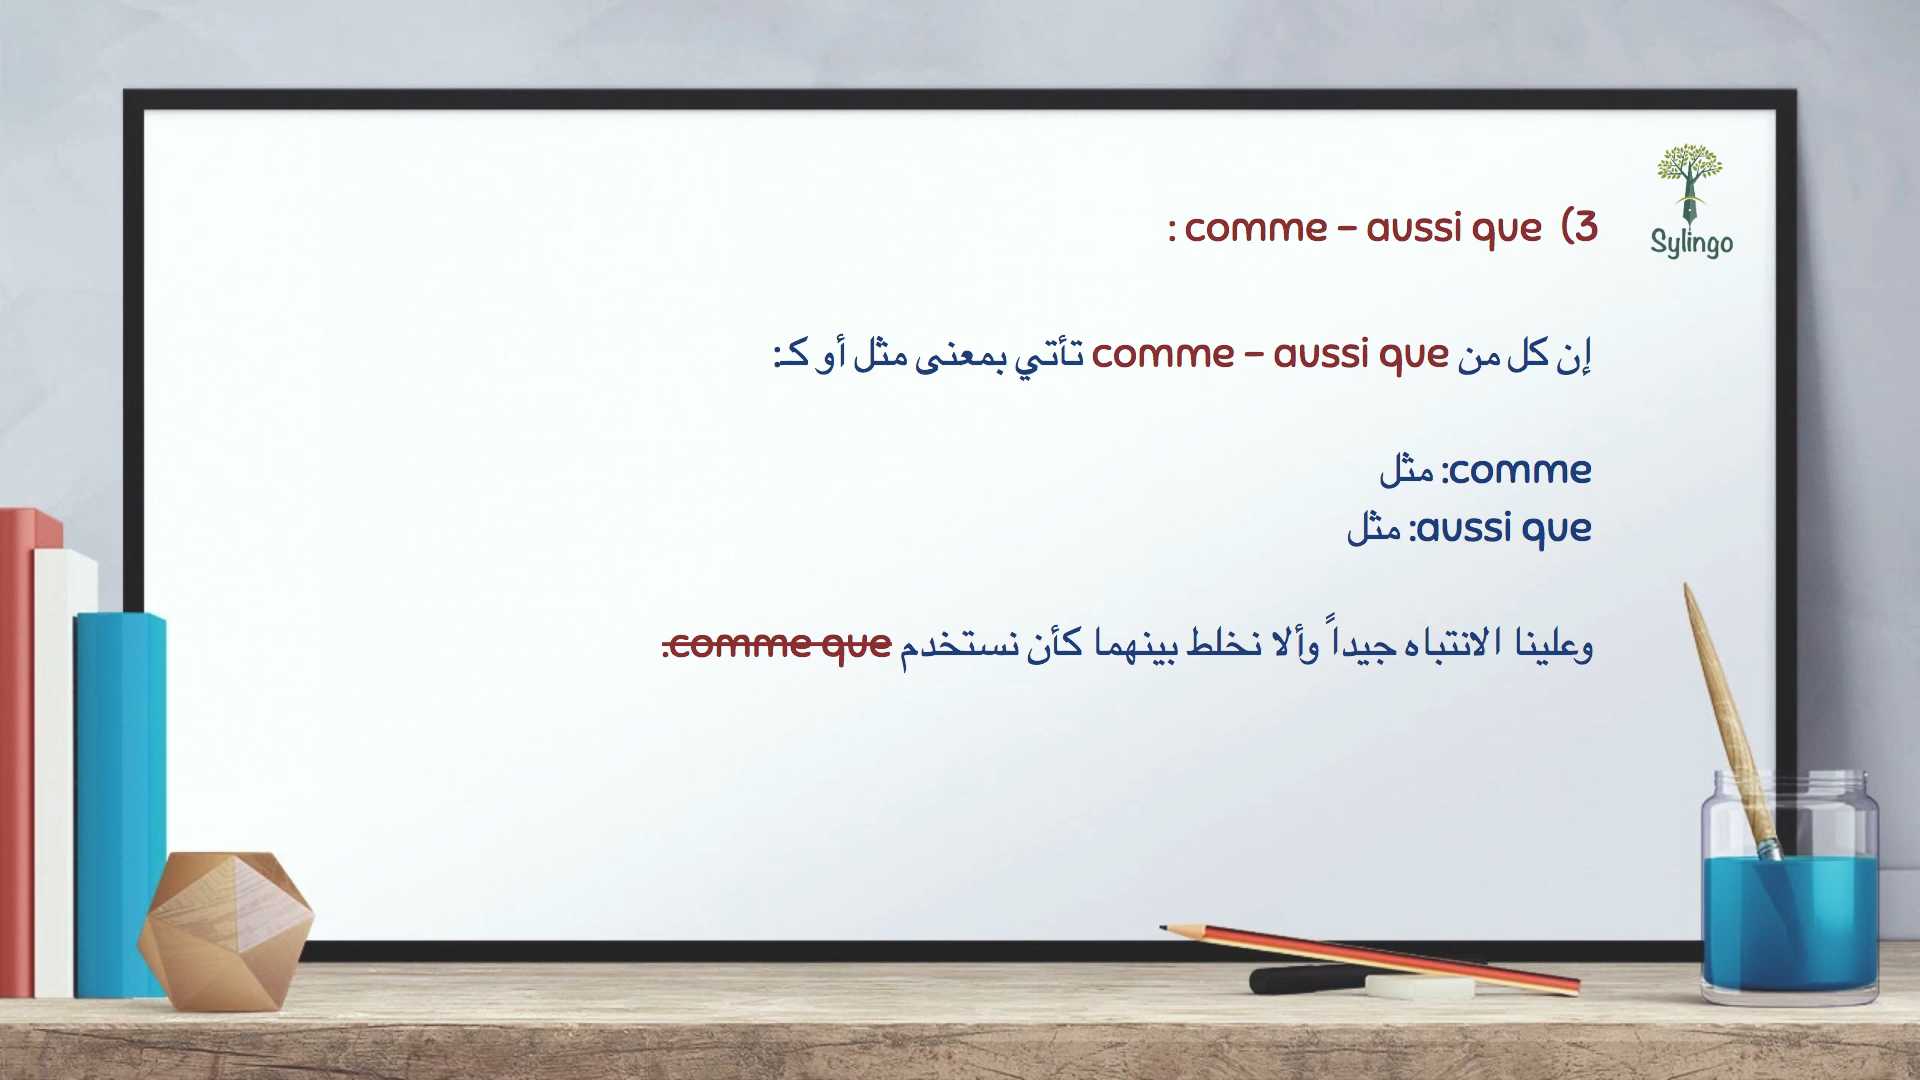 Sylingo
3) comme – aussi que :
إن كل من comme – aussi que تأتي بمعنى مثل أو كـ:
comme: مثل
aussi que: مثل
وعلينا الانتباه جيداً وألا نخلط بينهما كأن نستخدم comme que.